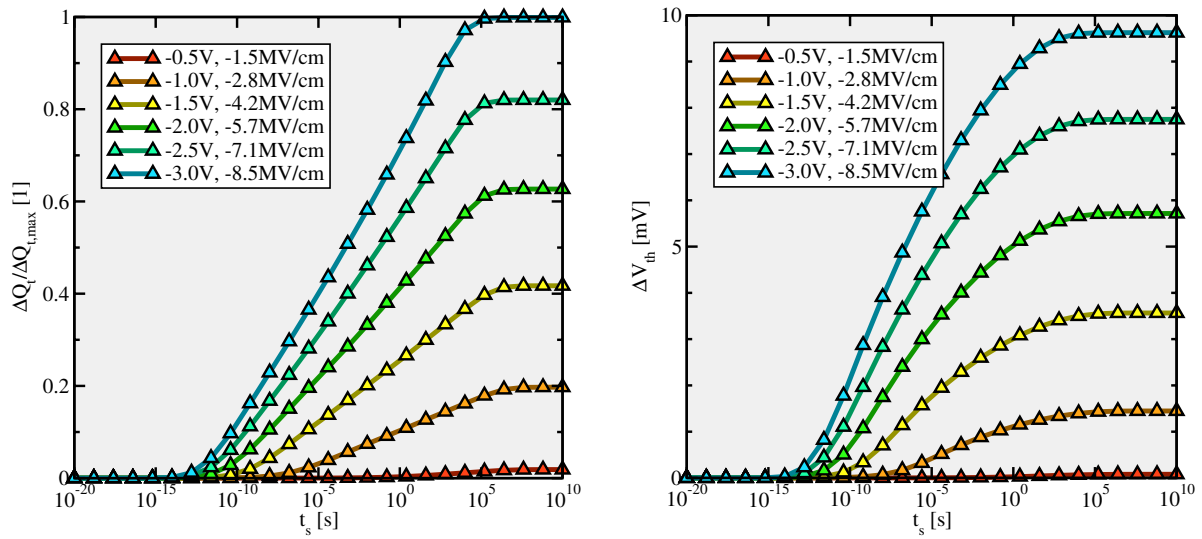 1
0.8
0.6
0.4
0.2
0
ΔQ_t/ΔQ_{t,max} [1]
-0.5V, -1.5MV/cm
-1.0V, -2.8MV/cm
-1.5V, -4.2MV/cm
-2.0V, -5.7MV/cm
-2.5V, -7.1MV/cm
-3.0V, -8.5MV/cm
10^{-20} 10^{-15} 10^{-10} 10^{-5} 10^{0} 10^{5} 10^{10}
t_s [s]
10
5
0
ΔV_{th} [mV]
-0.5V, -1.5MV/cm
-1.0V, -2.8MV/cm
-1.5V, -4.2MV/cm
-2.0V, -5.7MV/cm
-2.5V, -7.1MV/cm
-3.0V, -8.5MV/cm
10^{-20} 10^{-15} 10^{-10} 10^{-5} 10^{0} 10^{5} 10^{10}
t_s [s]